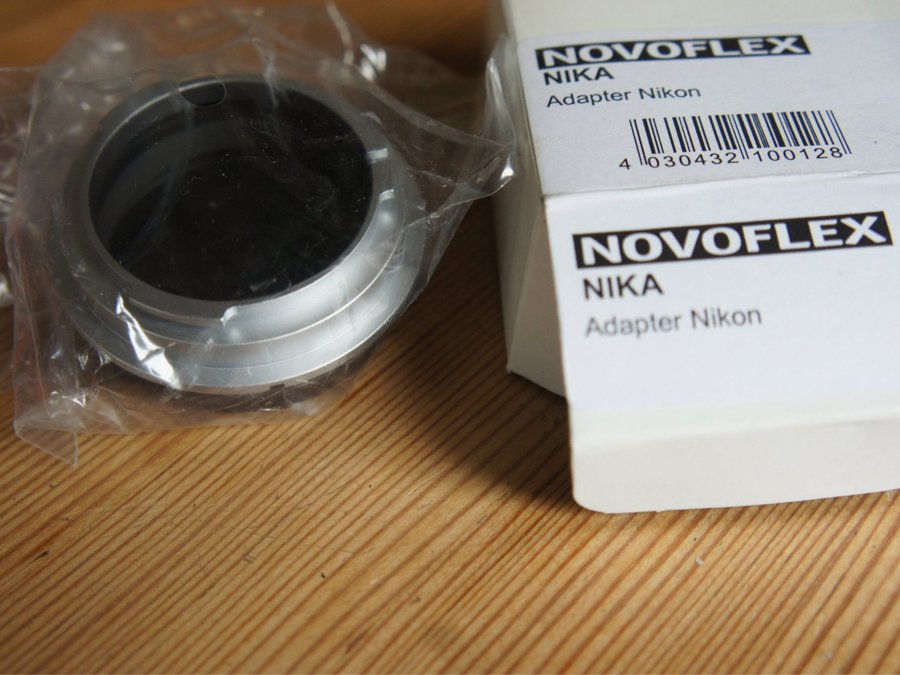 NOVOFLEX
NIKA
Adapter Nikon
4 030432 100128
NOVOFLEX
NIKA
Adapter Nikon